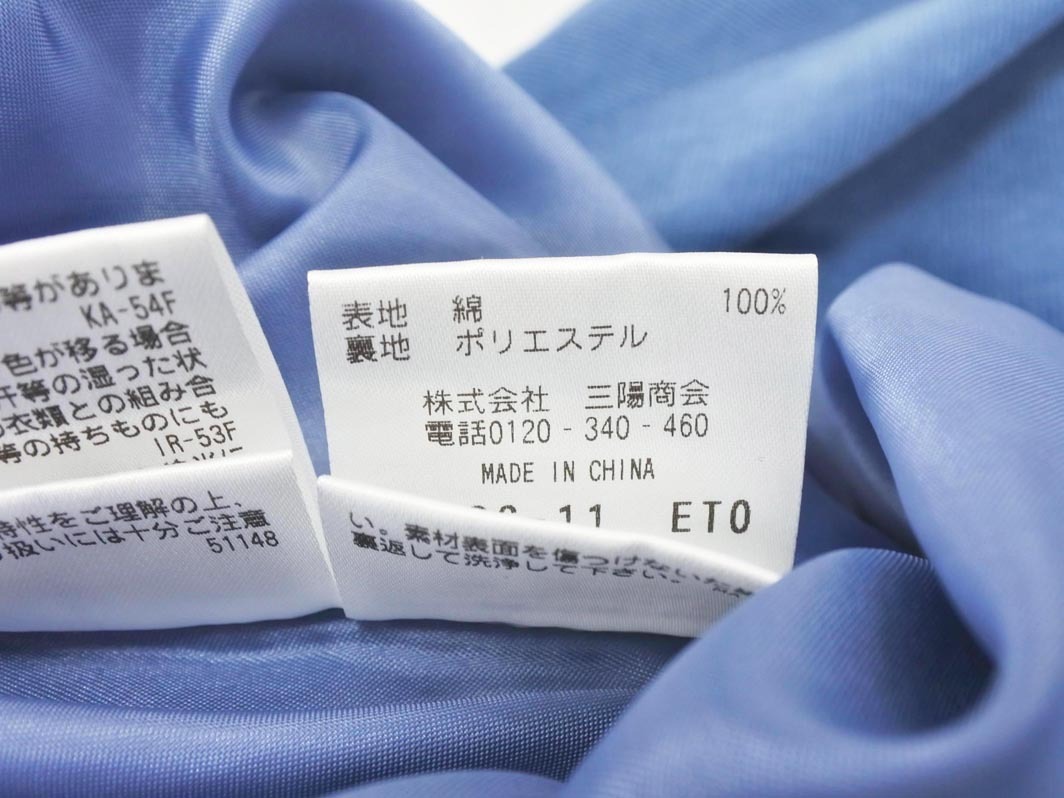 等がありま
KA-54F
色が移る場合
汗等の湿った状
衣類との組み合
等の持ちものにも
IR-53F
特性をご理解の上、
扱いには十分ご注意
51148
表地 綿 100%
裏地 ポリエステル
株式会社 三陽商会
電話0120-340-460
MADE IN CHINA
-11 ETO
い。素材表面を傷つけないため
裏返して洗浄して下さい。